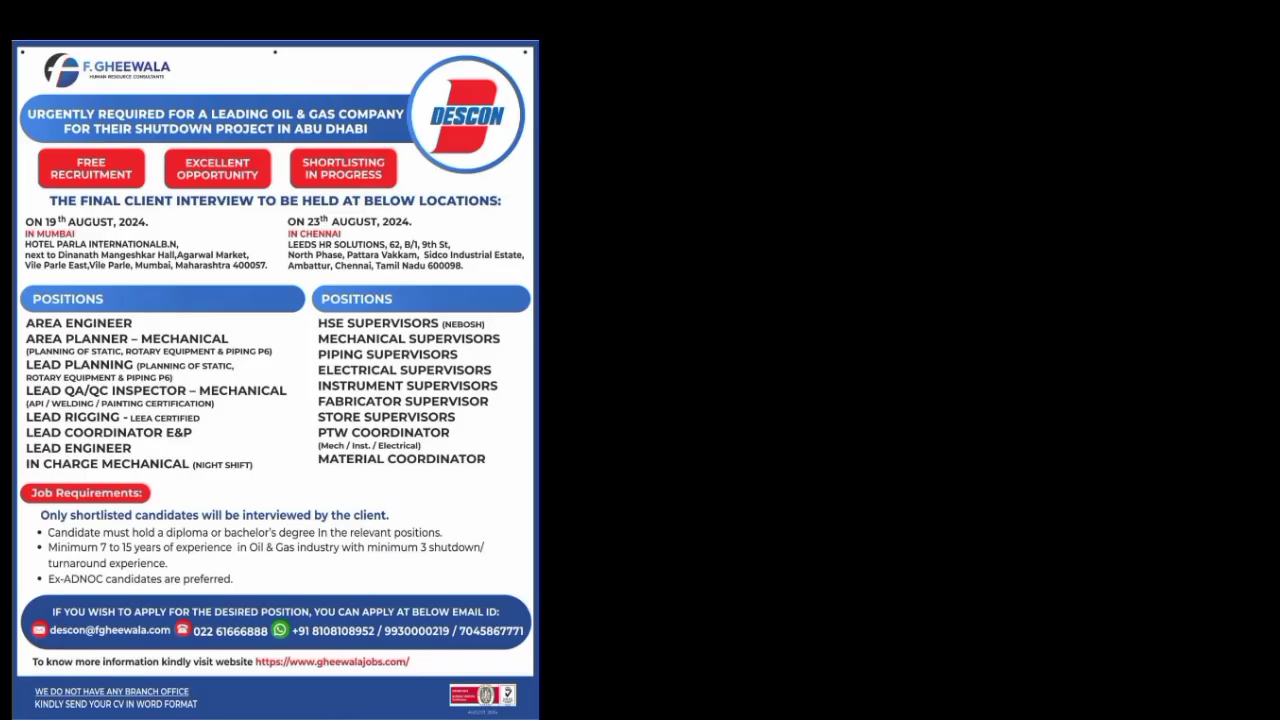 F. GHEEWALA
HUMAN RESOURCE CONSULTANTS
DESCON
URGENTLY REQUIRED FOR A LEADING OIL & GAS COMPANY
FOR THEIR SHUTDOWN PROJECT IN ABU DHABI
FREE
RECRUITMENT
EXCELLENT
OPPORTUNITY
SHORTLISTING
IN PROGRESS
THE FINAL CLIENT INTERVIEW TO BE HELD AT BELOW LOCATIONS:
ON 19th AUGUST, 2024.
IN MUMBAI
HOTEL PARLA INTERNATIONALB.N,
next to Dinanath Mangeshkar Hall,Agarwal Market,
Vile Parle East,Vile Parle, Mumbai, Maharashtra 400057.
ON 23th AUGUST, 2024.
IN CHENNAI
LEEDS HR SOLUTIONS, 62, B/1, 9th St,
North Phase, Pattara Vakkam, Sidco Industrial Estate,
Ambattur, Chennai, Tamil Nadu 600098.
POSITIONS
AREA ENGINEER
AREA PLANNER – MECHANICAL
(PLANNING OF STATIC, ROTARY EQUIPMENT & PIPING P6)
LEAD PLANNING (PLANNING OF STATIC,
ROTARY EQUIPMENT & PIPING P6)
LEAD QA/QC INSPECTOR – MECHANICAL
(API / WELDING / PAINTING CERTIFICATION)
LEAD RIGGING - LEEA CERTIFIED
LEAD COORDINATOR E&P
LEAD ENGINEER
IN CHARGE MECHANICAL (NIGHT SHIFT)
POSITIONS
HSE SUPERVISORS (NEBOSH)
MECHANICAL SUPERVISORS
PIPING SUPERVISORS
ELECTRICAL SUPERVISORS
INSTRUMENT SUPERVISORS
FABRICATOR SUPERVISOR
STORE SUPERVISORS
PTW COORDINATOR
(Mech / Inst. / Electrical)
MATERIAL COORDINATOR
Job Requirements:
Only shortlisted candidates will be interviewed by the client.
• Candidate must hold a diploma or bachelor's degree In the relevant positions.
• Minimum 7 to 15 years of experience in Oil & Gas industry with minimum 3 shutdown/
turnaround experience.
• Ex-ADNOC candidates are preferred.
IF YOU WISH TO APPLY FOR THE DESIRED POSITION, YOU CAN APPLY AT BELOW EMAIL ID:
descon@fgheewala.com 022 61666888 +91 8108108952 / 9930000219 / 7045867771
To know more information kindly visit website https://www.gheewalajobs.com/
WE DO NOT HAVE ANY BRANCH OFFICE
KINDLY SEND YOUR CV IN WORD FORMAT